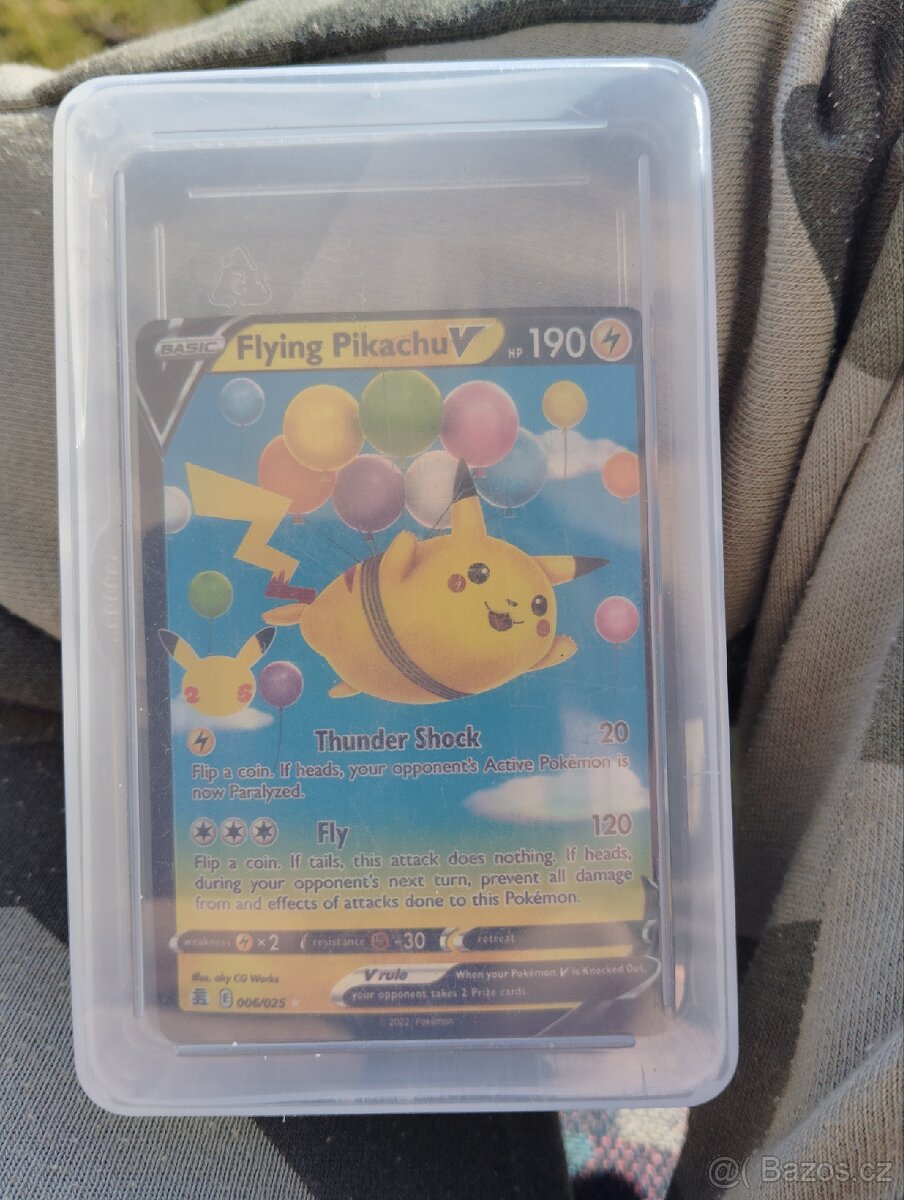 BASIC Flying Pikachu V HP 190
25
Thunder Shock 20
Flip a coin. If heads, your opponent's Active Pokémon is
now Paralyzed.
Fly 120
Flip a coin. If tails, this attack does nothing. If heads,
during your opponent's next turn, prevent all damage
from and effects of attacks done to this Pokémon.
weakness ×2 resistance -30 retreat
Illus. aky CG Works
V rule When your Pokémon V is Knocked Out,
your opponent takes 2 Prize cards.
E 006/025
2022 Pokémon
@( Bazos.cz